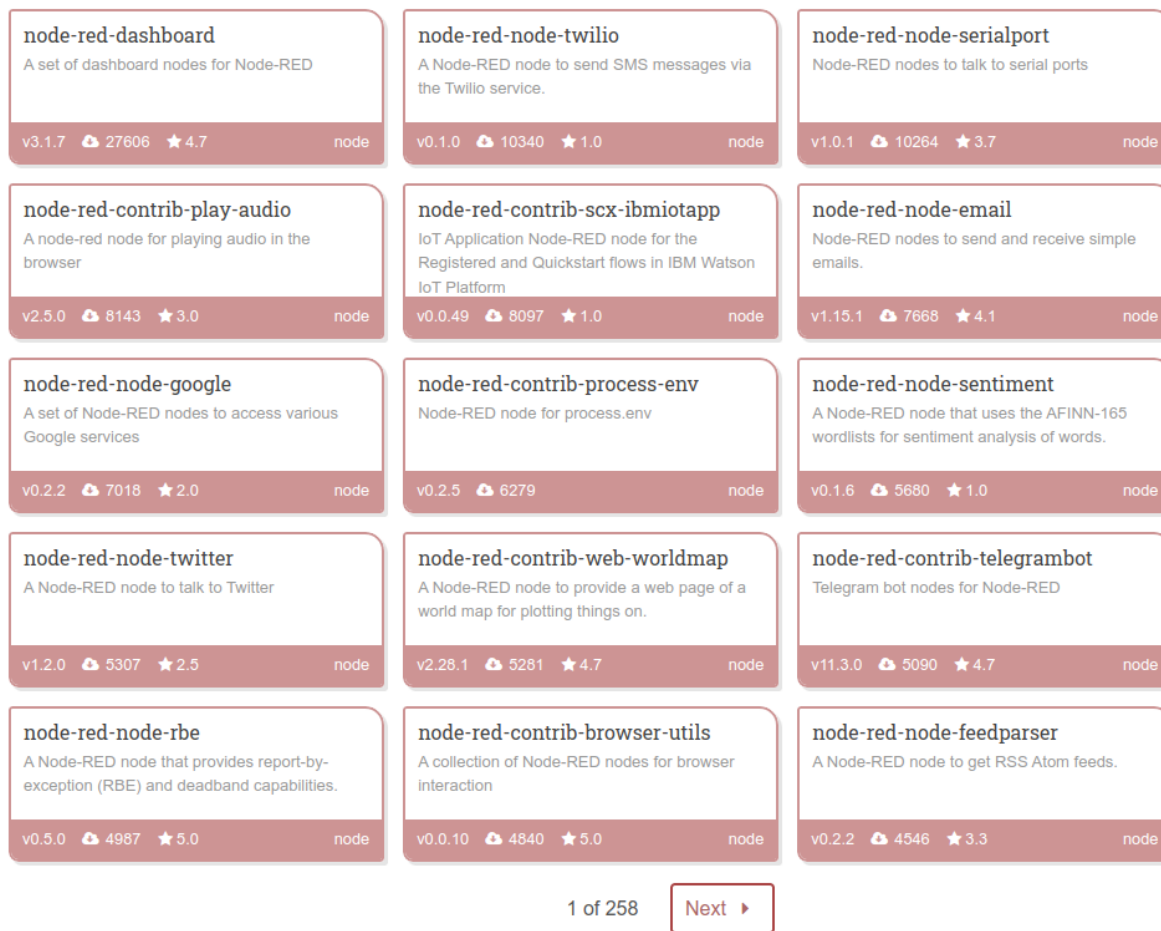 node-red-dashboard
A set of dashboard nodes for Node-RED
v3.1.7 27606 4.7 node
node-red-node-twilio
A Node-RED node to send SMS messages via
the Twilio service.
v0.1.0 10340 1.0 node
node-red-node-serialport
Node-RED nodes to talk to serial ports
v1.0.1 10264 3.7 node
node-red-contrib-play-audio
A node-red node for playing audio in the
browser
v2.5.0 8143 3.0 node
node-red-contrib-scx-ibmiotapp
IoT Application Node-RED node for the
Registered and Quickstart flows in IBM Watson
IoT Platform
v0.0.49 8097 1.0 node
node-red-node-email
Node-RED nodes to send and receive simple
emails.
v1.15.1 7668 4.1 node
node-red-node-google
A set of Node-RED nodes to access various
Google services
v0.2.2 7018 2.0 node
node-red-contrib-process-env
Node-RED node for process.env
v0.2.5 6279 node
node-red-node-sentiment
A Node-RED node that uses the AFINN-165
wordlists for sentiment analysis of words.
v0.1.6 5680 1.0 node
node-red-node-twitter
A Node-RED node to talk to Twitter
v1.2.0 5307 2.5 node
node-red-contrib-web-worldmap
A Node-RED node to provide a web page of a
world map for plotting things on.
v2.28.1 5281 4.7 node
node-red-contrib-telegrambot
Telegram bot nodes for Node-RED
v11.3.0 5090 4.7 node
node-red-node-rbe
A Node-RED node that provides report-by-
exception (RBE) and deadband capabilities.
v0.5.0 4987 5.0 node
node-red-contrib-browser-utils
A collection of Node-RED nodes for browser
interaction
v0.0.10 4840 5.0 node
node-red-node-feedparser
A Node-RED node to get RSS Atom feeds.
v0.2.2 4546 3.3 node
1 of 258 Next